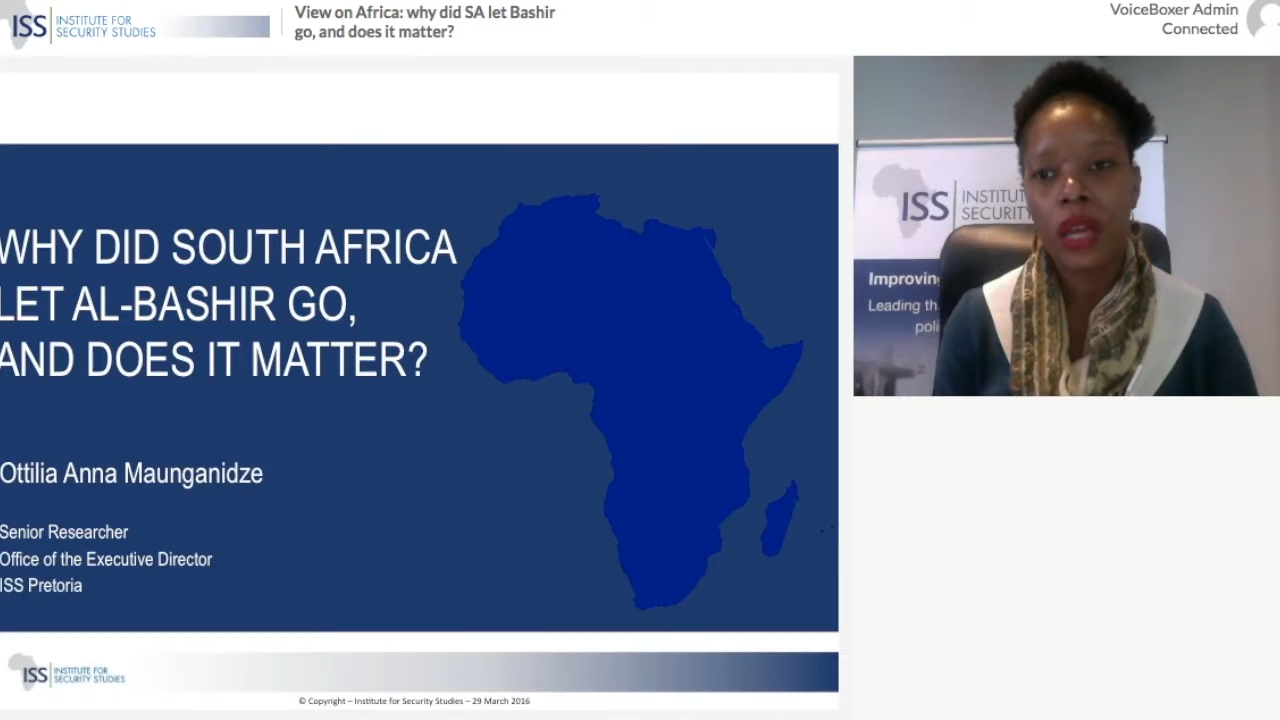 ISS INSTITUTE FOR
SECURITY STUDIES
View on Africa: why did SA let Bashir
go, and does it matter?
VoiceBoxer Admin
Connected
WHY DID SOUTH AFRICA
LET AL-BASHIR GO,
AND DOES IT MATTER?
Ottilia Anna Maunganidze
Senior Researcher
Office of the Executive Director
ISS Pretoria
ISS INSTITUTE FOR
SECURITY STUDIES
© Copyright – Institute for Security Studies – 29 March 2016
ISS INSTITU
SECURITY
Improving
Leading th
poli